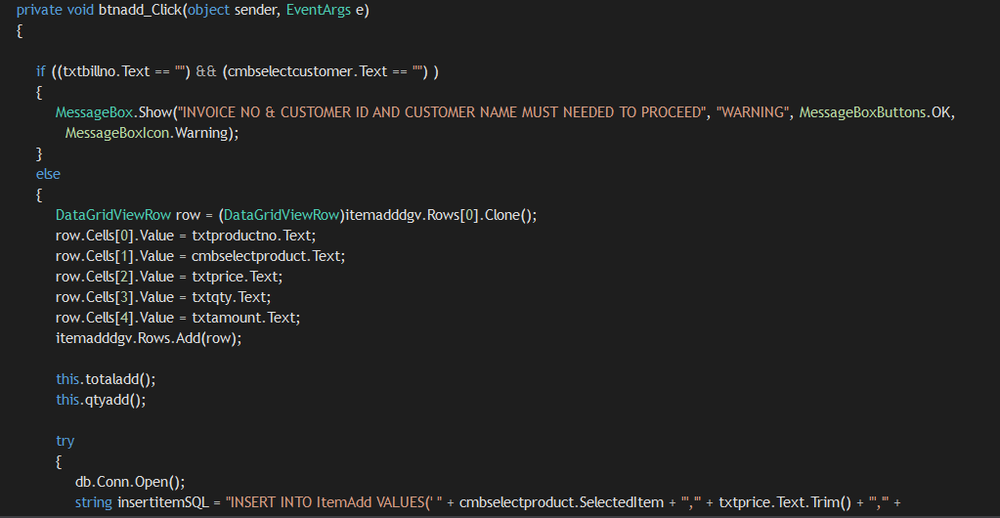 private void btnadd_Click(object sender, EventArgs e)
{
if ((txtbillno.Text == "") && (cmbselectcustomer.Text == "") )
{
MessageBox.Show("INVOICE NO & CUSTOMER ID AND CUSTOMER NAME MUST NEEDED TO PROCEED", "WARNING", MessageBoxButtons.OK,
MessageBoxIcon.Warning);
}
else
{
DataGridViewRow row = (DataGridViewRow)itemadddgv.Rows[0].Clone();
row.Cells[0].Value = txtproductno.Text;
row.Cells[1].Value = cmbselectproduct.Text;
row.Cells[2].Value = txtprice.Text;
row.Cells[3].Value = txtqty.Text;
row.Cells[4].Value = txtamount.Text;
itemadddgv.Rows.Add(row);
this.totaladd();
this.qtyadd();
try
{
db.Conn.Open();
string insertitemSQL = "INSERT INTO ItemAdd VALUES(' " + cmbselectproduct.SelectedItem + "','" + txtprice.Text.Trim() + "','" +